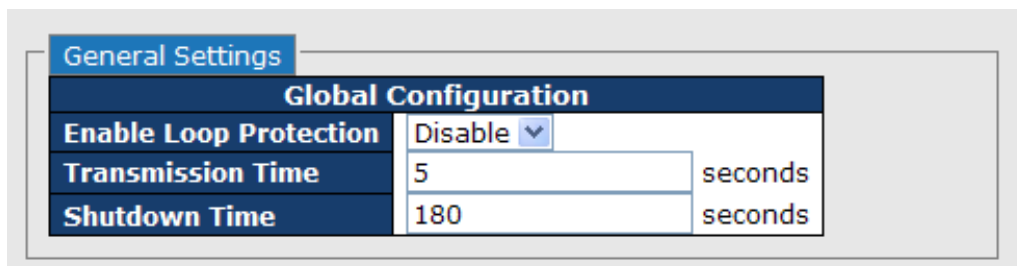 General Settings
Global Configuration
Enable Loop Protection Disable
Transmission Time 5 seconds
Shutdown Time 180 seconds